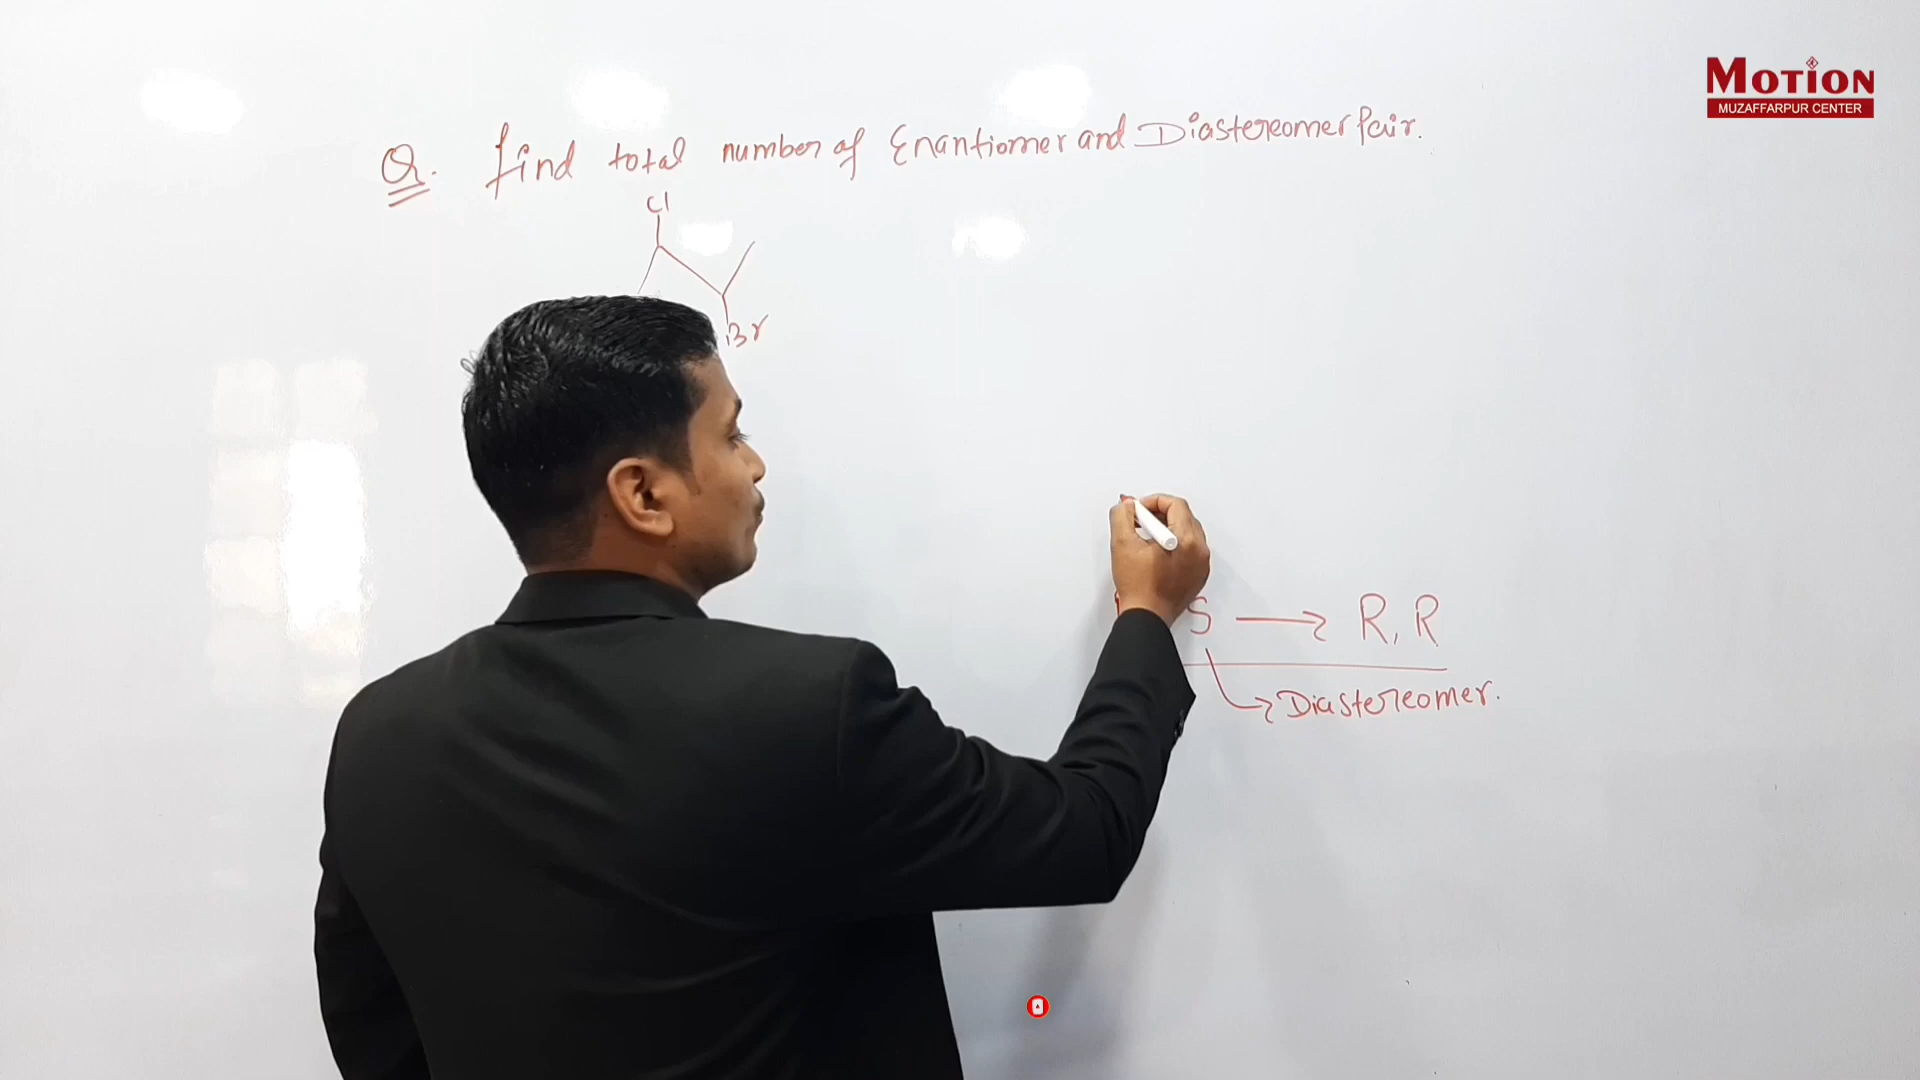 MOTION
MUZAFFARPUR CENTER
Q. find total number of Enantiomer and Diastereomer Pair.
Cl
Br
S → R, R
Diastereomer.